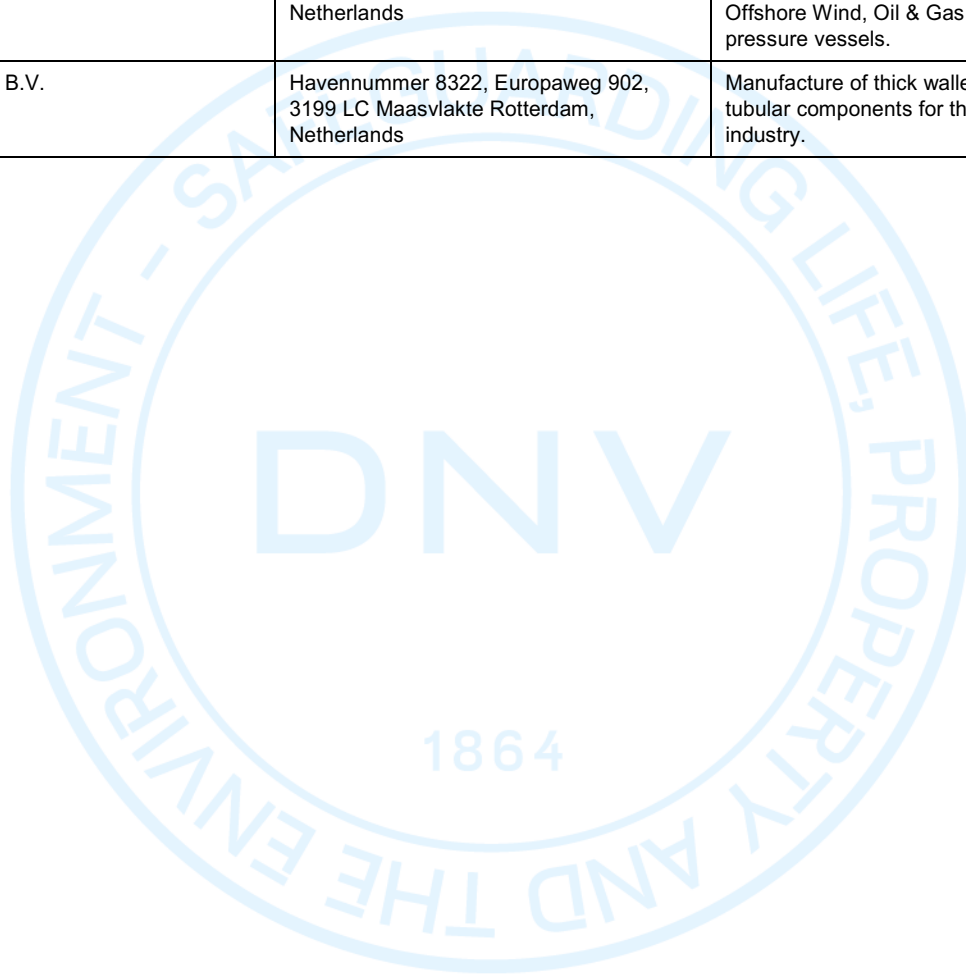 Netherlands
Offshore Wind, Oil & Gas
pressure vessels.
B.V.
Havennummer 8322, Europaweg 902,
3199 LC Maasvlakte Rotterdam,
Netherlands
Manufacture of thick walle
tubular components for th
industry.
SAFEGUARDING LIFE, PROPERTY AND THE ENVIRONMENT -
DNV
1864